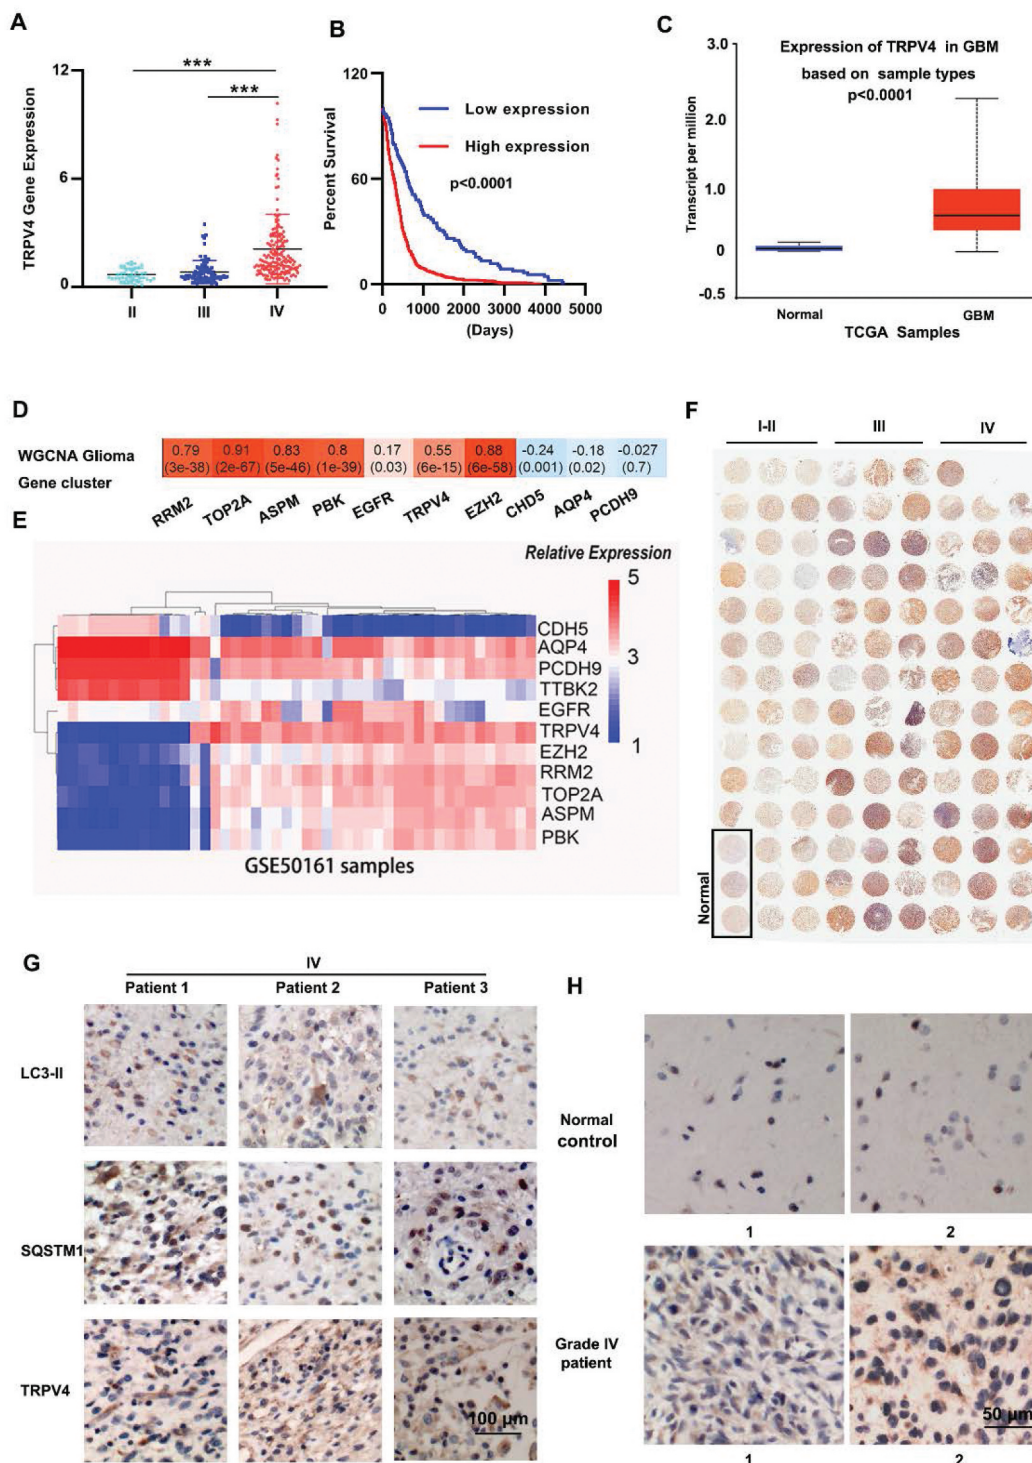 A
TRPV4 Gene Expression
12
6
0
***
***
II
III
IV
B
Percent Survival
120
60
0
Low expression
High expression
p<0.0001
0
1000
2000
3000
4000
5000
(Days)
C
Transcript per million
3.0
2.0
1.0
0
-0.5
Expression of TRPV4 in GBM
based on sample types
p<0.0001
Normal
GBM
TCGA Samples
D
WGCNA Glioma
Gene cluster
0.79 0.91 0.83 0.8 0.17 0.55 0.88 -0.24 -0.18 -0.027
(3e-38) (2e-67) (5e-46) (1e-39) (0.03) (6e-15) (6e-58) (0.001) (0.02) (0.7)
RRM2 TOP2A ASPM PBK EGFR TRPV4 EZH2 CHD5 AQP4 PCDH9
E
Relative Expression
5
3
1
CDH5
AQP4
PCDH9
TTBK2
EGFR
TRPV4
EZH2
RRM2
TOP2A
ASPM
PBK
GSE50161 samples
F
I-II
III
IV
Normal
G
IV
Patient 1
Patient 2
Patient 3
LC3-II
SQSTM1
TRPV4
100 µm
H
Normal
control
1
2
Grade IV
patient
50 µm
1
2